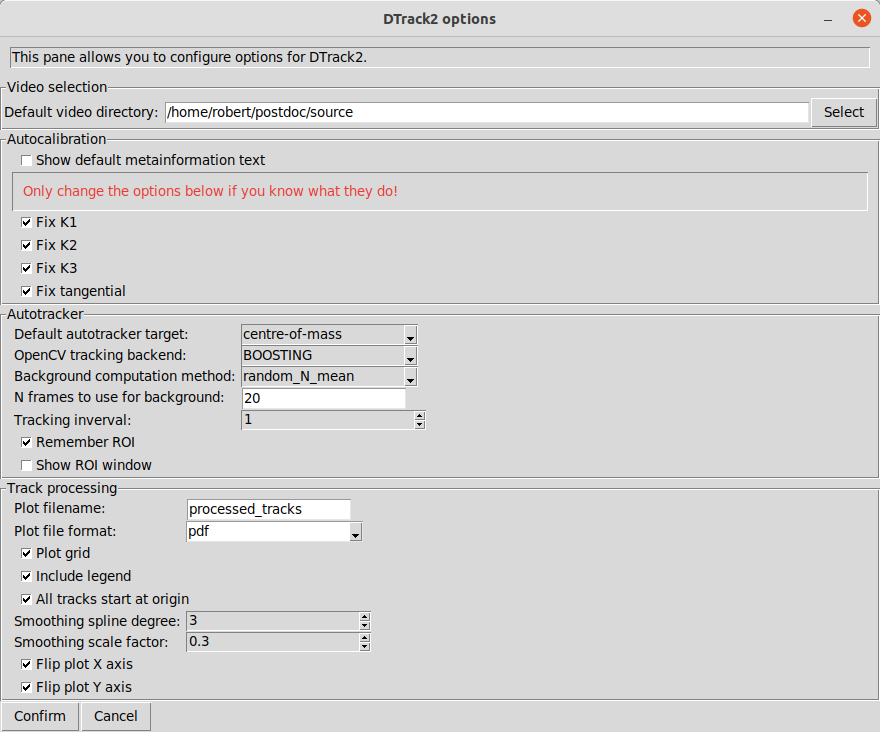 DTrack2 options
This pane allows you to configure options for DTrack2.
Video selection
Default video directory: /home/robert/postdoc/source Select
Autocalibration
Show default metainformation text
Only change the options below if you know what they do!
Fix K1
Fix K2
Fix K3
Fix tangential
Autotracker
Default autotracker target: centre-of-mass
OpenCV tracking backend: BOOSTING
Background computation method: random_N_mean
N frames to use for background: 20
Tracking inverval: 1
Remember ROI
Show ROI window
Track processing
Plot filename: processed_tracks
Plot file format: pdf
Plot grid
Include legend
All tracks start at origin
Smoothing spline degree: 3
Smoothing scale factor: 0.3
Flip plot X axis
Flip plot Y axis
Confirm Cancel